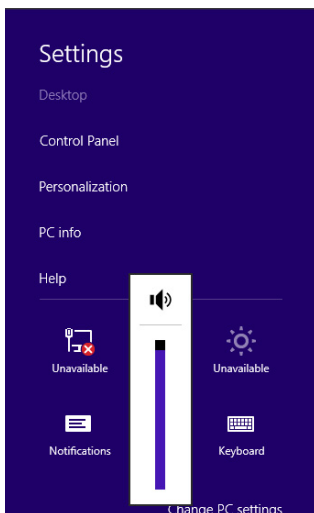 Settings
Desktop
Control Panel
Personalization
PC info
Help
Unavailable
Unavailable
Notifications
Keyboard
Change PC settings